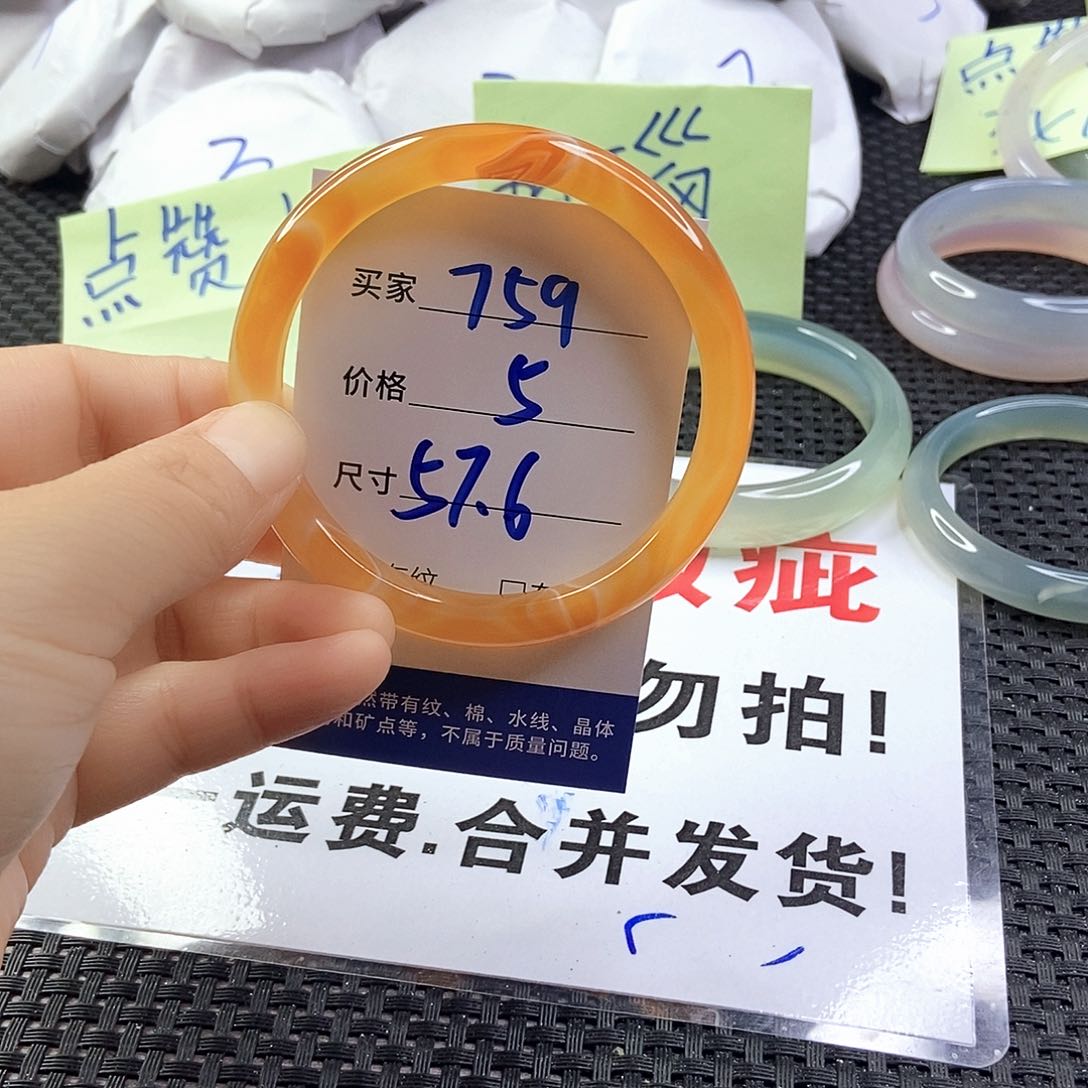 点赞
买家 759
价格 5
尺寸 57.6
带有纹、棉、水线、晶体
和矿点等，不属于质量问题。
疵
勿拍!
运费.合并发货!
点